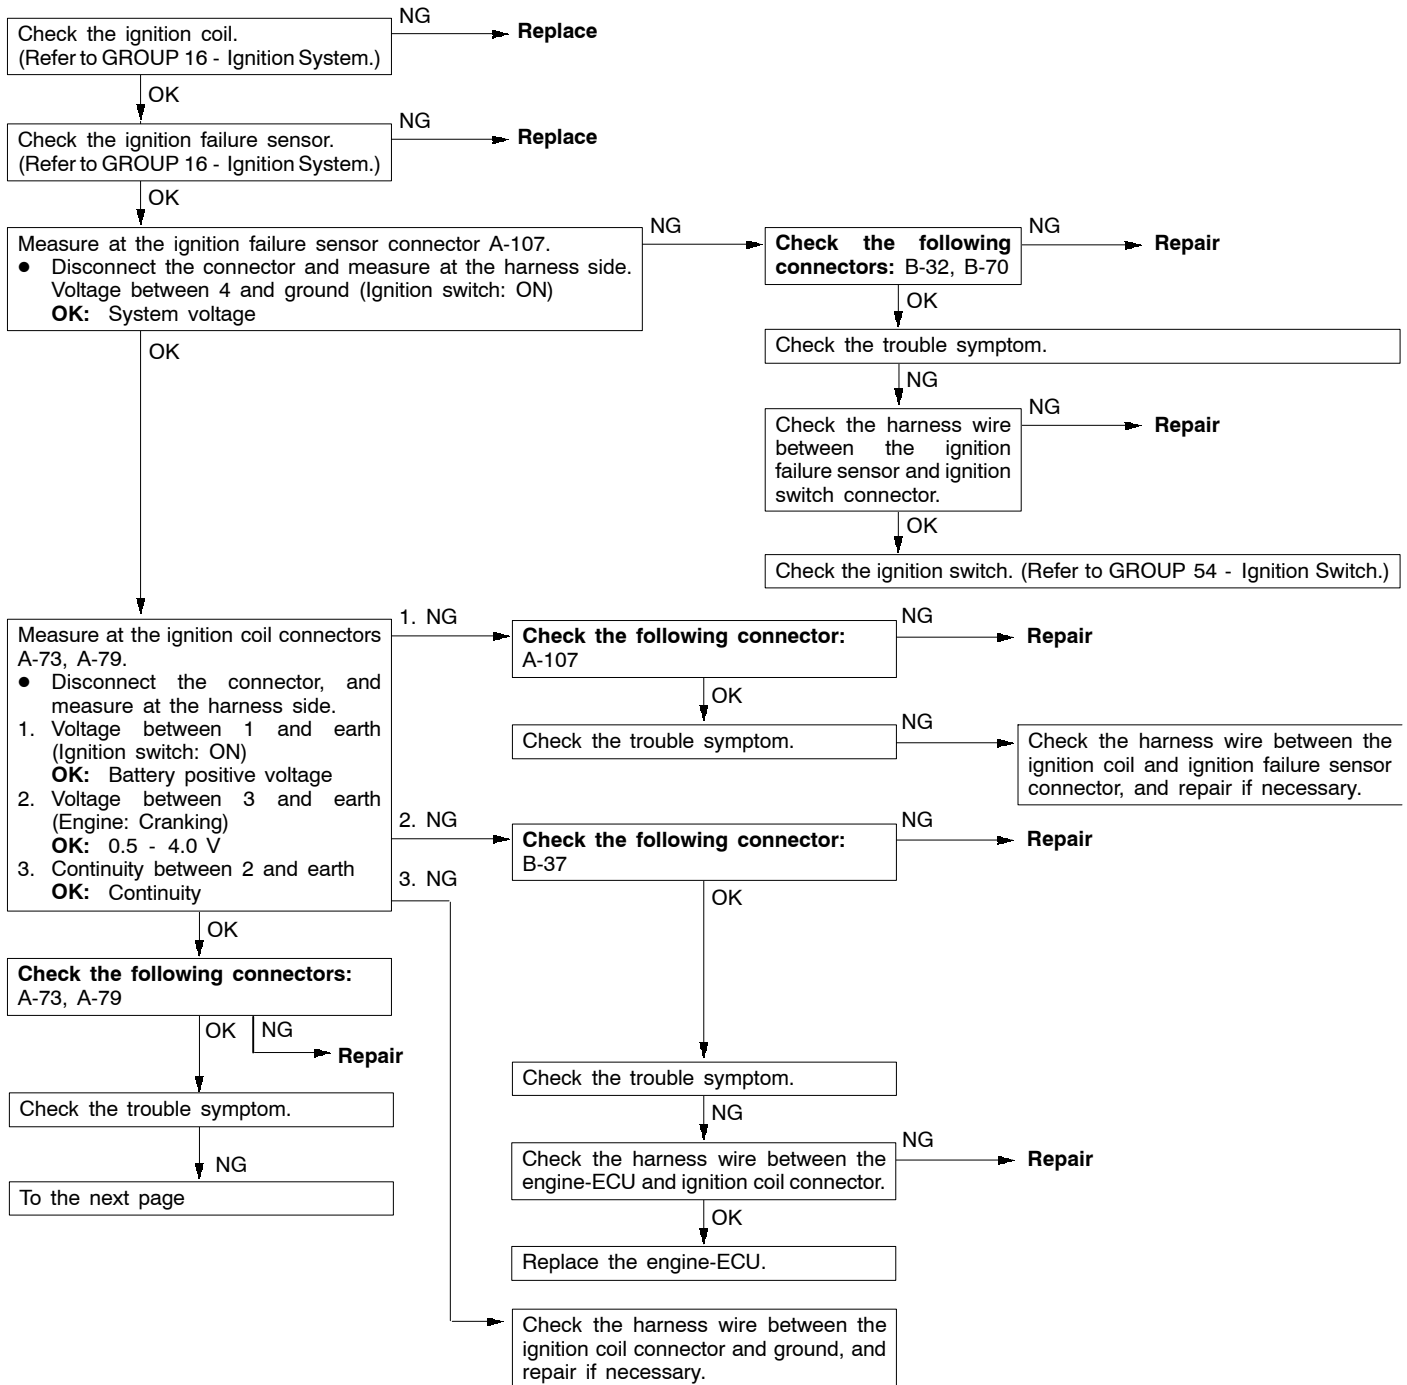 Check the ignition coil.
(Refer to GROUP 16 - Ignition System.)
NG
Replace
OK
Check the ignition failure sensor.
(Refer to GROUP 16 - Ignition System.)
NG
Replace
OK
Measure at the ignition failure sensor connector A-107.
● Disconnect the connector and measure at the harness side.
Voltage between 4 and ground (Ignition switch: ON)
OK: System voltage
NG
Check the following
connectors: B-32, B-70
NG
Repair
OK
Check the trouble symptom.
NG
Check the harness wire
between the ignition
failure sensor and ignition
switch connector.
NG
Repair
OK
Check the ignition switch. (Refer to GROUP 54 - Ignition Switch.)
OK
Measure at the ignition coil connectors
A-73, A-79.
● Disconnect the connector, and
measure at the harness side.
1. Voltage between 1 and earth
(Ignition switch: ON)
OK: Battery positive voltage
2. Voltage between 3 and earth
(Engine: Cranking)
OK: 0.5 - 4.0 V
3. Continuity between 2 and earth
OK: Continuity
1. NG
Check the following connector:
A-107
NG
Repair
OK
Check the trouble symptom.
NG
Check the harness wire between the
ignition coil and ignition failure sensor
connector, and repair if necessary.
2. NG
Check the following connector:
B-37
NG
Repair
OK
Check the trouble symptom.
NG
Check the harness wire between the
engine-ECU and ignition coil connector.
NG
Repair
OK
Replace the engine-ECU.
3. NG
Check the harness wire between the
ignition coil connector and ground, and
repair if necessary.
OK
Check the following connectors:
A-73, A-79
OK
NG
Repair
Check the trouble symptom.
NG
To the next page